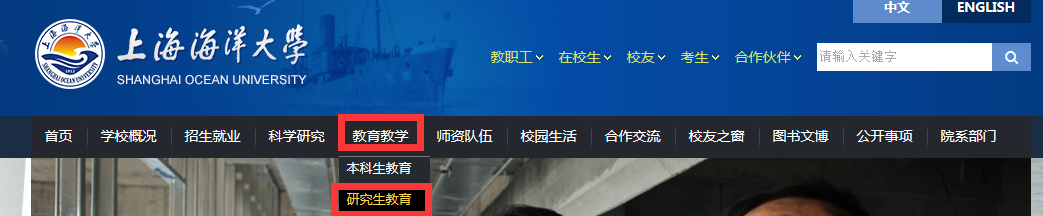 中文 ENGLISH
上海海洋大學
SHANGHAI OCEAN UNIVERSITY
教职工 在校生 校友 考生 合作伙伴 请输入关键字
首页 学校概况 招生就业 科学研究 教育教学 师资队伍 校园生活 合作交流 校友之窗 图书文博 公开事项 院系部门
本科生教育
研究生教育